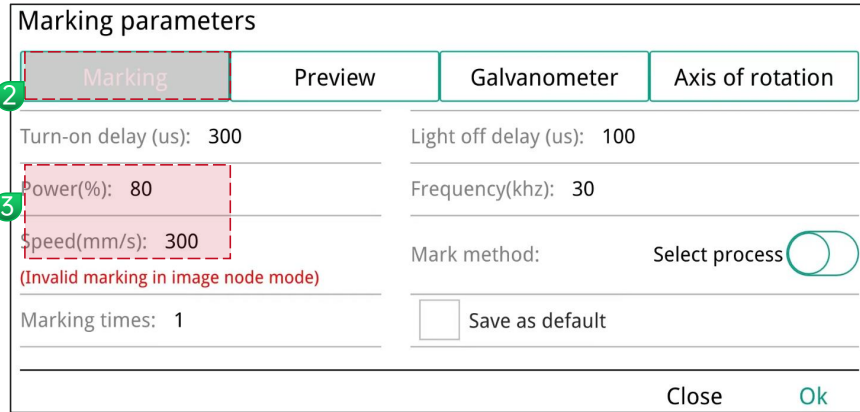 Marking parameters
Marking Preview Galvanometer Axis of rotation
2
Turn-on delay (us): 300 Light off delay (us): 100
Power(%): 80 Frequency(khz): 30
3
Speed(mm/s): 300 Mark method: Select process
(Invalid marking in image node mode)
Marking times: 1 Save as default
Close Ok